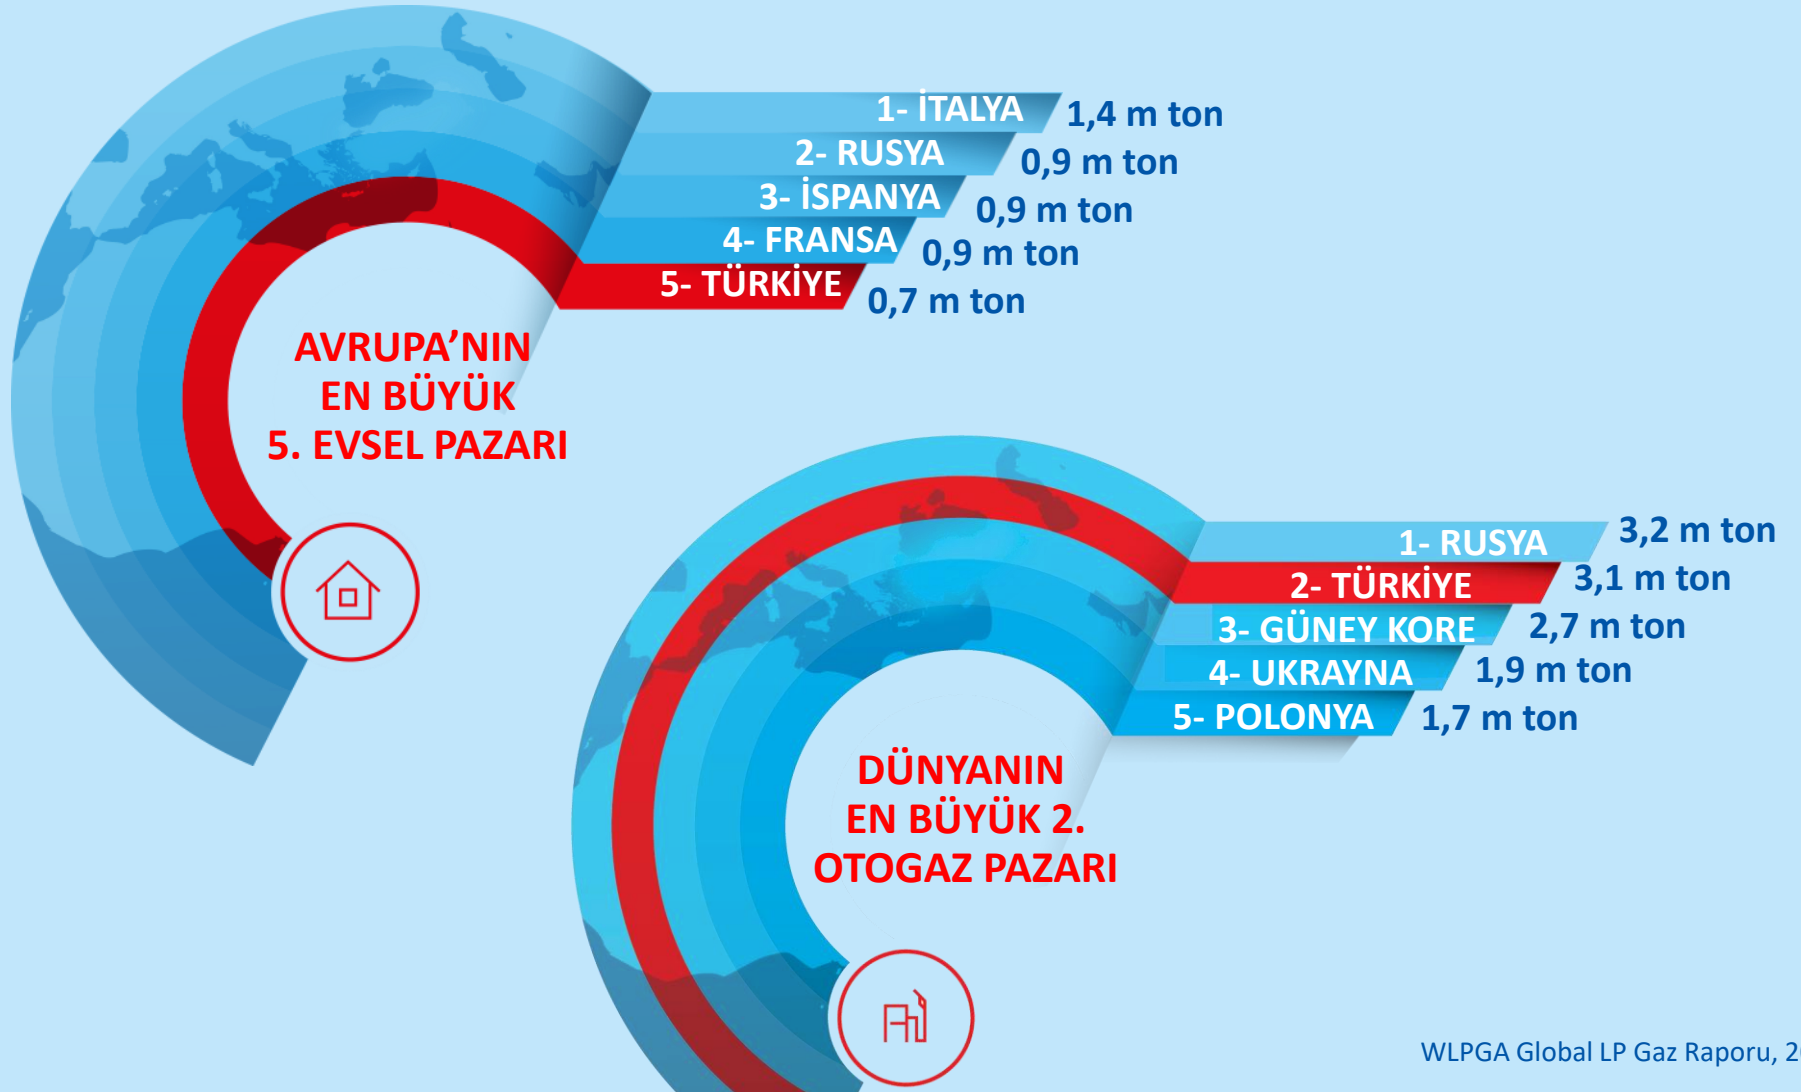 1- İTALYA 1,4 m ton
2- RUSYA 0,9 m ton
3- İSPANYA 0,9 m ton
4- FRANSA 0,9 m ton
5- TÜRKİYE 0,7 m ton
AVRUPA’NIN
EN BÜYÜK
5. EVSEL PAZARI
1- RUSYA 3,2 m ton
2- TÜRKİYE 3,1 m ton
3- GÜNEY KORE 2,7 m ton
4- UKRAYNA 1,9 m ton
5- POLONYA 1,7 m ton
DÜNYANIN
EN BÜYÜK 2.
OTOGAZ PAZARI
WLPGA Global LP Gaz Raporu,